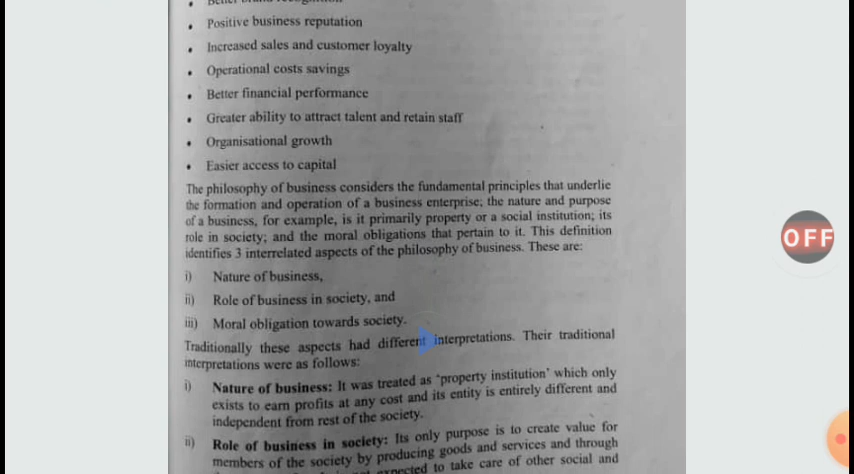 Positive business reputation
Increased sales and customer loyalty
Operational costs savings
Better financial performance
Greater ability to attract talent and retain staff
Organisational growth
Easier access to capital
The philosophy of business considers the fundamental principles that underlie
the formation and operation of a business enterprise; the nature and purpose
of a business, for example, is it primarily property or a social institution; its
role in society; and the moral obligations that pertain to it. This definition
identifies 3 interrelated aspects of the philosophy of business. These are:
i) Nature of business,
ii) Role of business in society, and
iii) Moral obligation towards society.
Traditionally these aspects had different interpretations. Their traditional
interpretations were as follows:
i) Nature of business: It was treated as 'property institution' which only
exists to earn profits at any cost and its entity is entirely different and
independent from rest of the society.
ii) Role of business in society: Its only purpose is to create value for
members of the society by producing goods and services and through
expected to take care of other social and
OFF